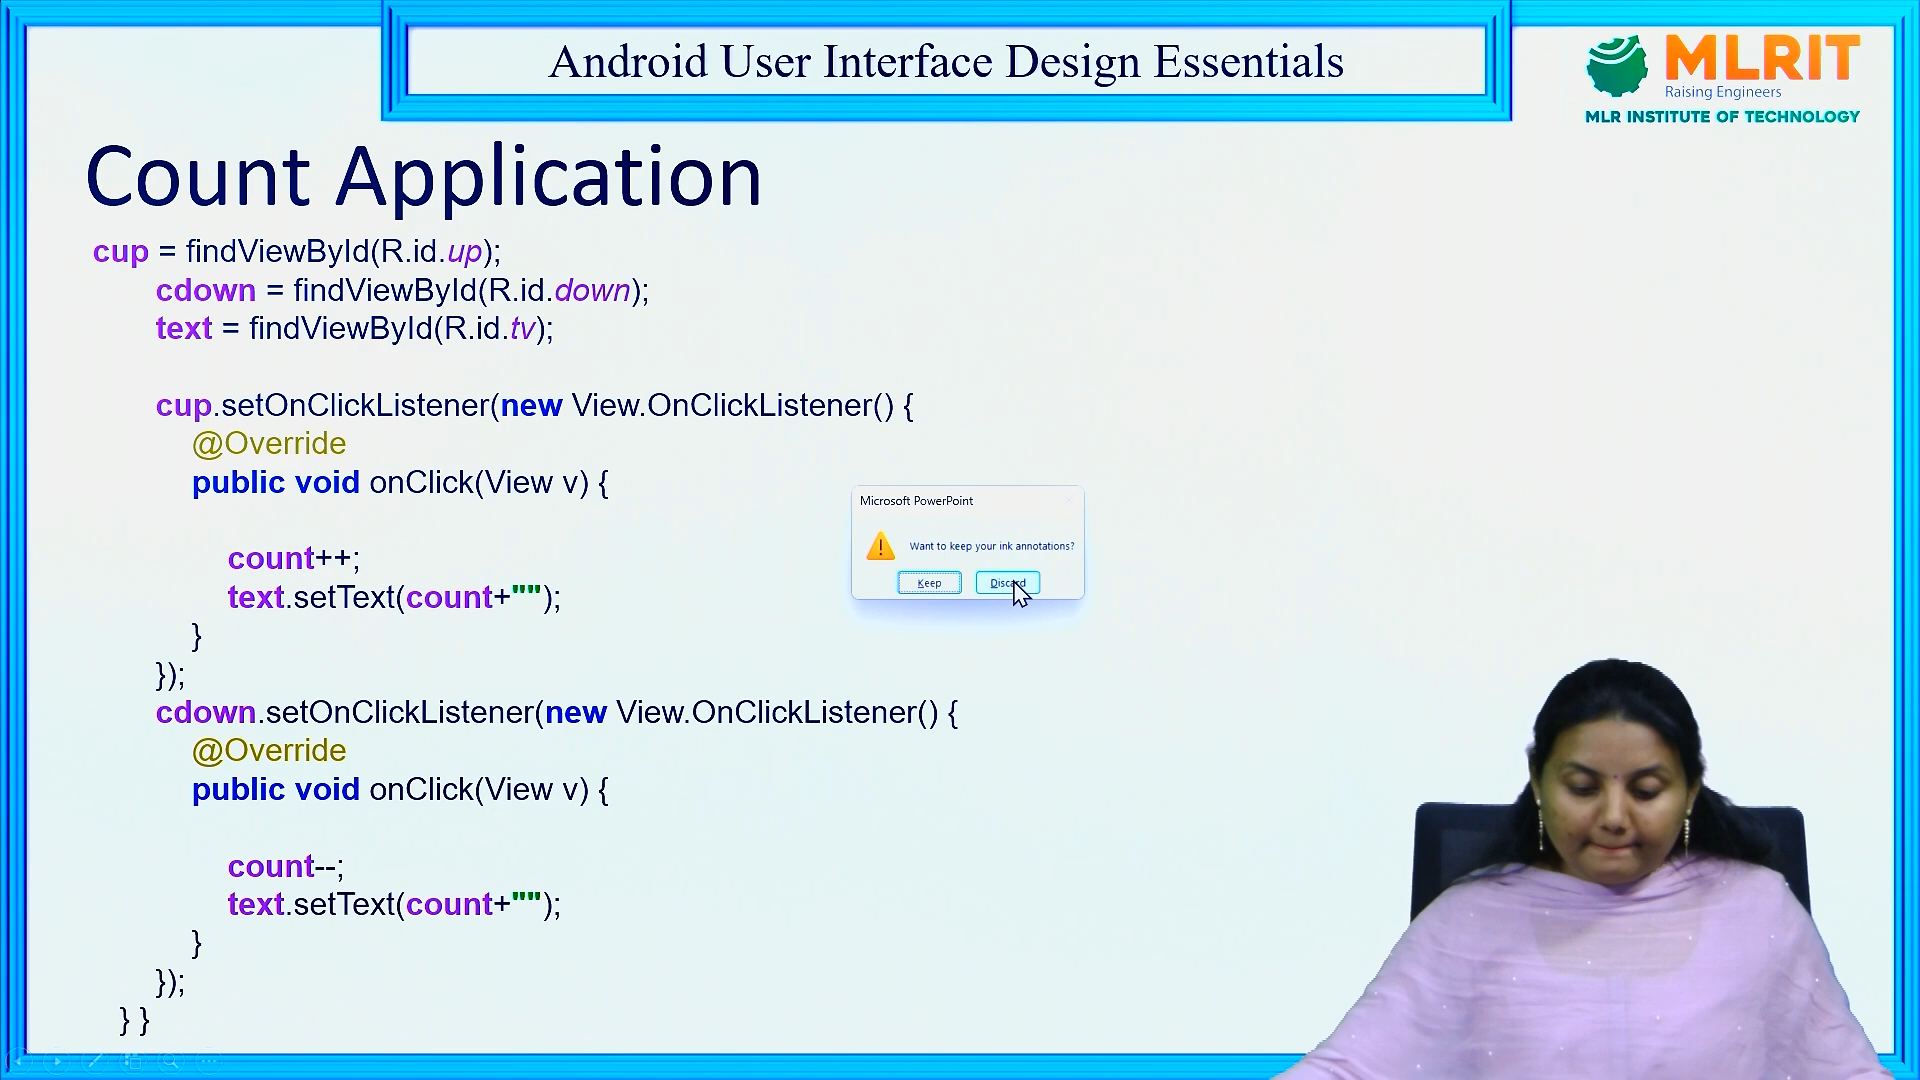 Android User Interface Design Essentials
MLRIT
Raising Engineers
MLR INSTITUTE OF TECHNOLOGY
Count Application
cup = findViewById(R.id.up);
cdown = findViewById(R.id.down);
text = findViewById(R.id.tv);
cup.setOnClickListener(new View.OnClickListener() {
@Override
public void onClick(View v) {
count++;
text.setText(count+"");
}
});
cdown.setOnClickListener(new View.OnClickListener() {
@Override
public void onClick(View v) {
count--;
text.setText(count+"");
}
});
} }
Microsoft PowerPoint
Want to keep your ink annotations?
Keep
Discard